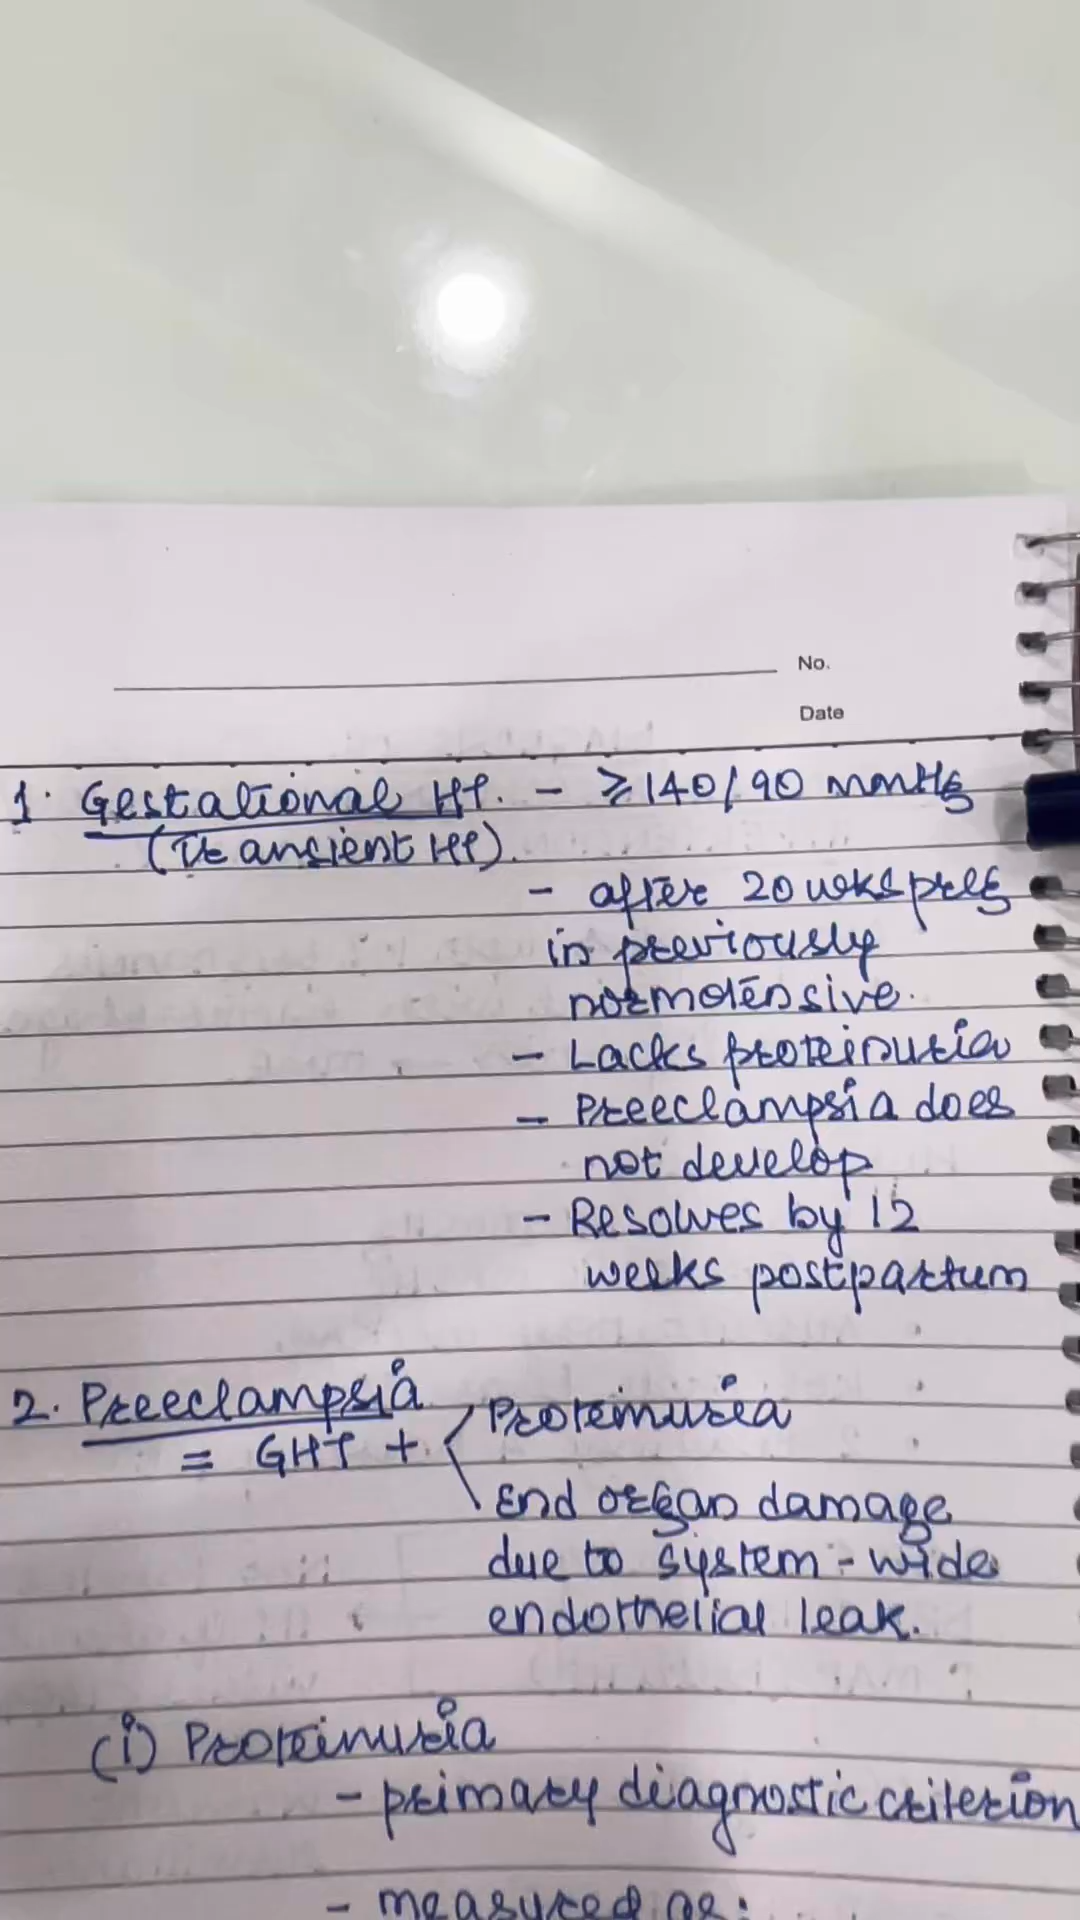 No.
Date
1. Gestational HT. - ≥140/90 mmHg
(Transient HT).
- after 20 wks preg
in previously
normotensive.
- Lacks proteinuria
- Preeclampsia does
not develop
- Resolves by 12
weeks postpartum
2. Preeclampsia
= GHT + Proteinuria
End organ damage
due to system-wide
endothelial leak.
(i) Proteinuria
- primary diagnostic criterion
- measured as: